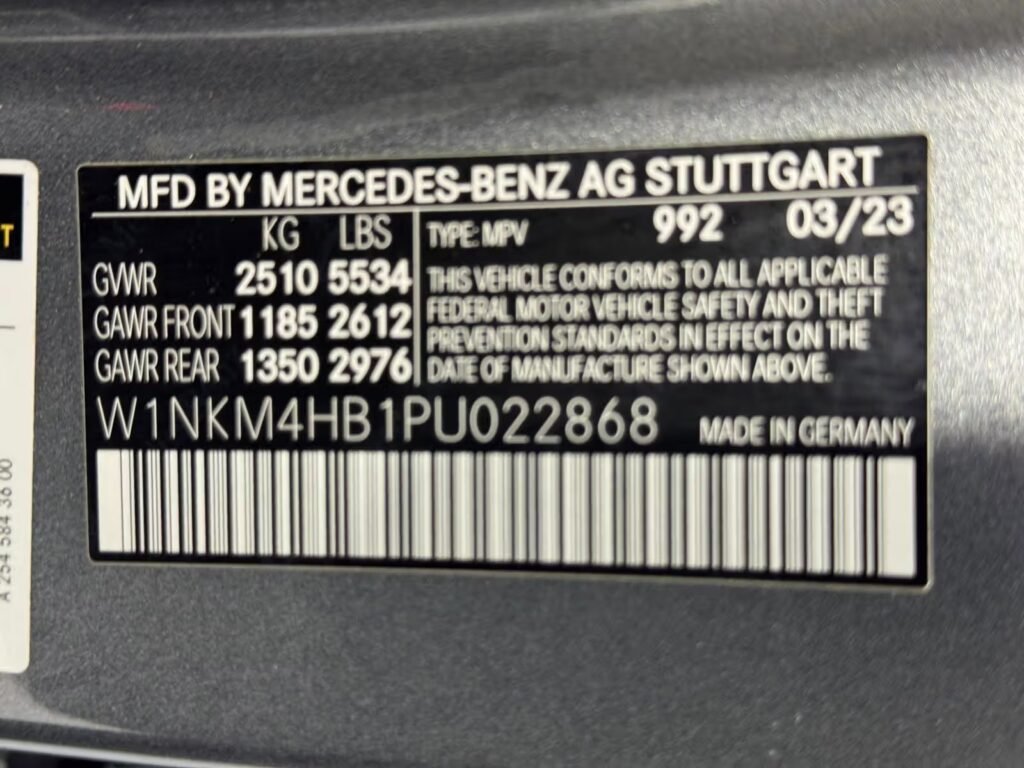 MFD BY MERCEDES-BENZ AG STUTTGART
KG LBS
GVWR 2510 5534
GAWR FRONT 1185 2612
GAWR REAR 1350 2976
TYPE: MPV 992 03/23
THIS VEHICLE CONFORMS TO ALL APPLICABLE
FEDERAL MOTOR VEHICLE SAFETY AND THEFT
PREVENTION STANDARDS IN EFFECT ON THE
DATE OF MANUFACTURE SHOWN ABOVE.
W1NKM4HB1PU022868 MADE IN GERMANY
T
A 254 584 38 00